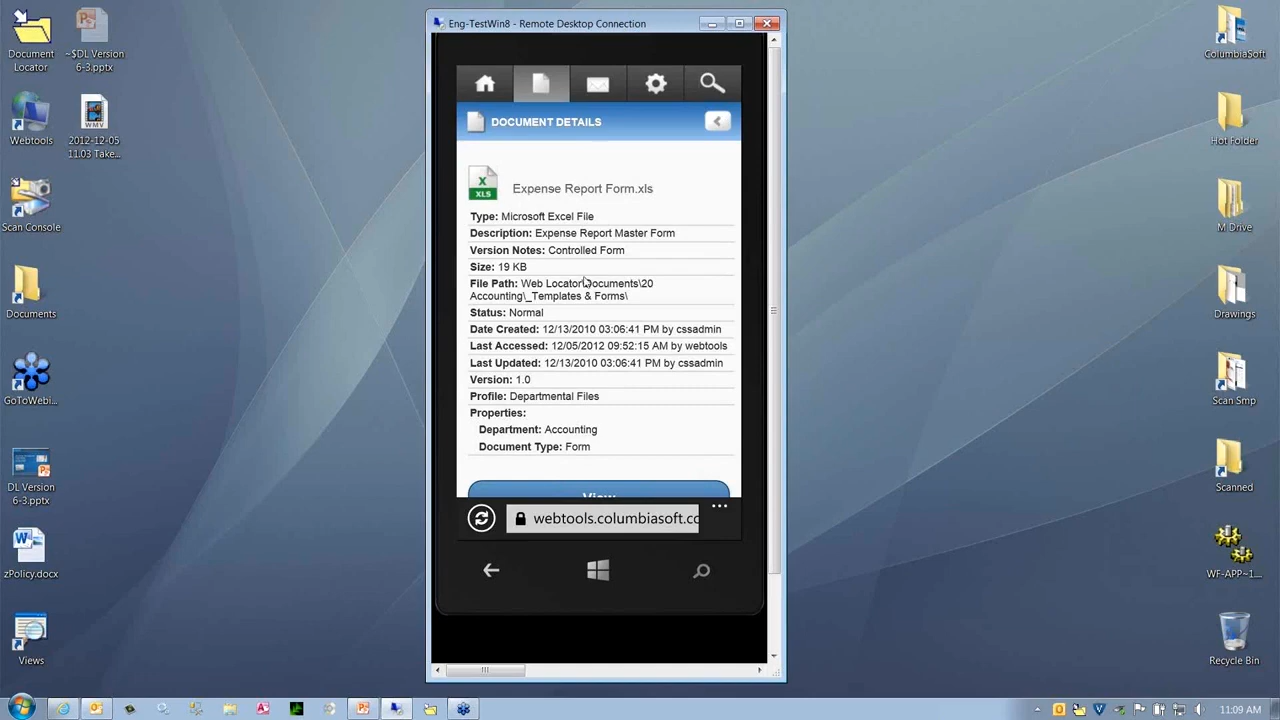 Eng-TestWin8 - Remote Desktop Connection
Document
Locator
~$DL Version
6-3.pptx
Webtools
2012-12-05
11.03 Take...
Scan Console
Documents
GoToWebi...
DL Version
6-3.pptx
zPolicy.docx
Views
DOCUMENT DETAILS
XLS
Expense Report Form.xls
Type: Microsoft Excel File
Description: Expense Report Master Form
Version Notes: Controlled Form
Size: 19 KB
File Path: Web Locator\Documents\20
Accounting\_Templates & Forms\
Status: Normal
Date Created: 12/13/2010 03:06:41 PM by cssadmin
Last Accessed: 12/05/2012 09:52:15 AM by webtools
Last Updated: 12/13/2010 03:06:41 PM by cssadmin
Version: 1.0
Profile: Departmental Files
Properties:
Department: Accounting
Document Type: Form
View
webtools.columbiasoft.cc
ColumbiaSoft
Hot Folder
M Drive
Drawings
Scan Smp
Scanned
WF-APP~1...
Recycle Bin
11:09 AM